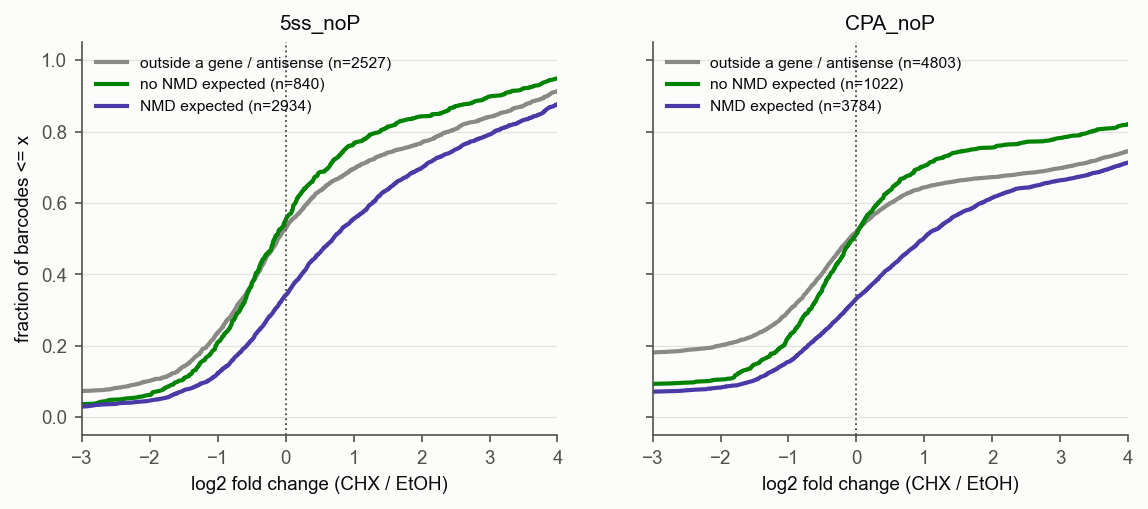 5ss_noP
outside a gene / antisense (n=2527)
no NMD expected (n=840)
NMD expected (n=2934)
fraction of barcodes <= x
1.0
0.8
0.6
0.4
0.2
0.0
−3 −2 −1 0 1 2 3 4
log2 fold change (CHX / EtOH)
CPA_noP
outside a gene / antisense (n=4803)
no NMD expected (n=1022)
NMD expected (n=3784)
−3 −2 −1 0 1 2 3 4
log2 fold change (CHX / EtOH)